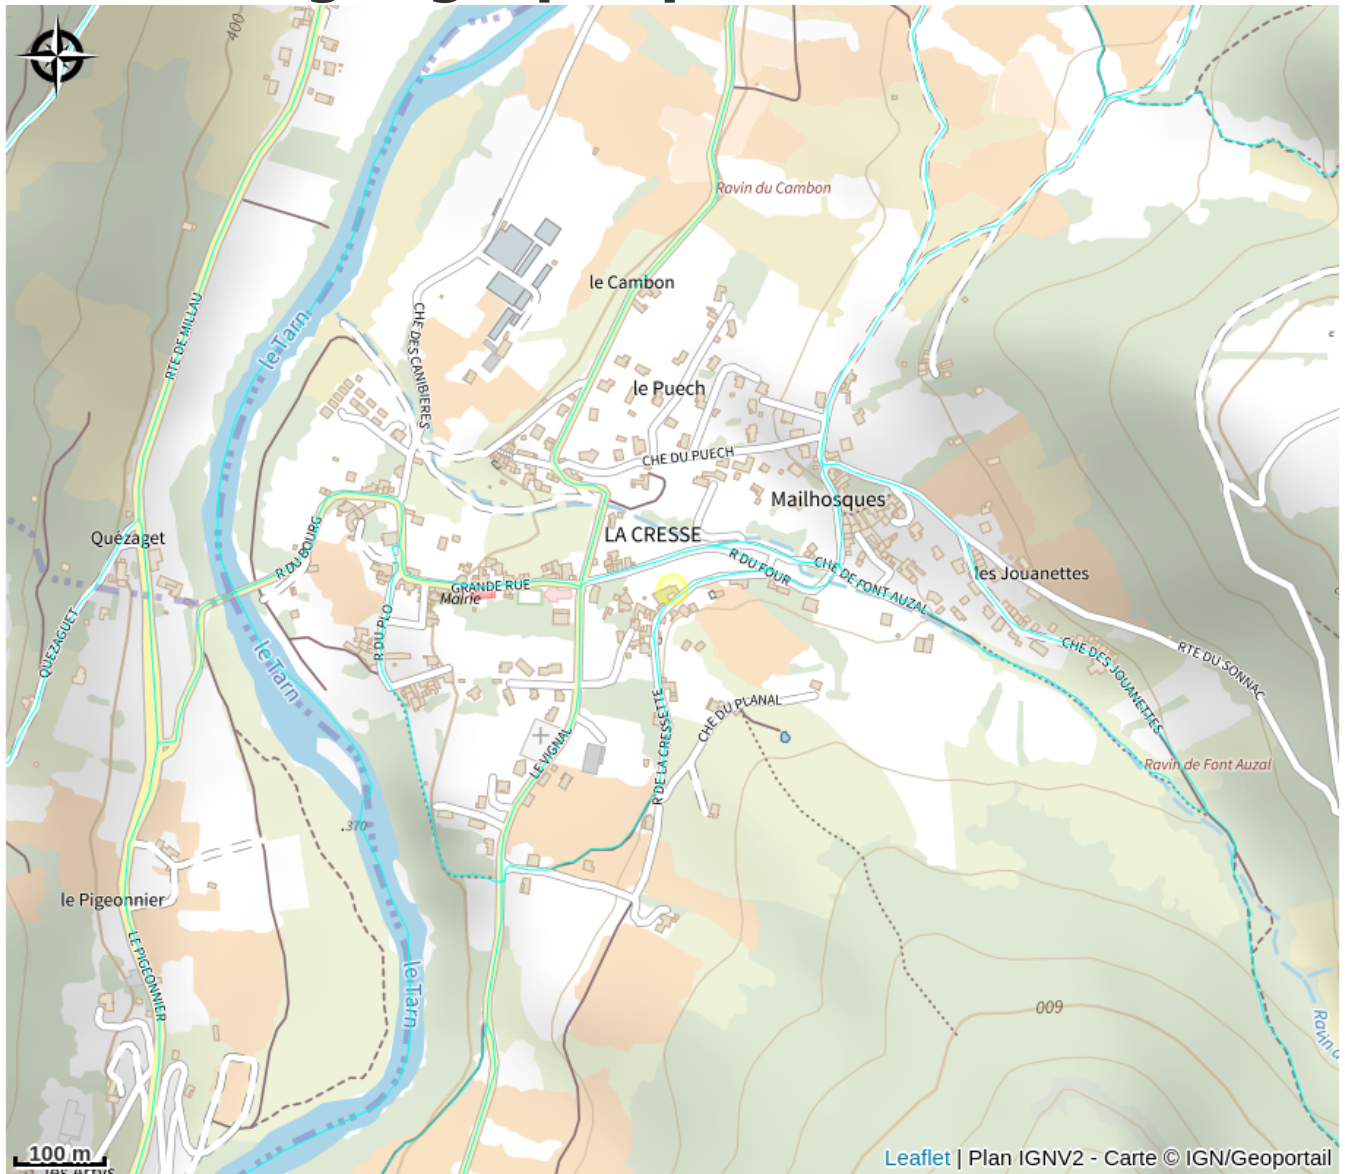 400
Ravin du Cambon
le Cambon
RTE DE MILLAU
le Tarn
CHE DES CANIBIERES
le Puech
CHE DU PUECH
Mailhosques
Quézaget
LA CRESSE
R DU BOURG
R DU FOUR
CHE DE FONT AUZAL
les Jouanettes
GRANDE RUE
Mairie
QUEZAGUET
R DU PLO
le Tarn
CHE DES JOUANETTES
RTE DU SONNAC
R DE LA CRESSETTE
CHE DU PLANAL
LE VIGNAL
Ravin de Font Auzal
.370
le Pigeonnier
LE PIGEONNIER
le Tarn
600
100 m
Leaflet | Plan IGNV2 - Carte © IGN/Geoportail